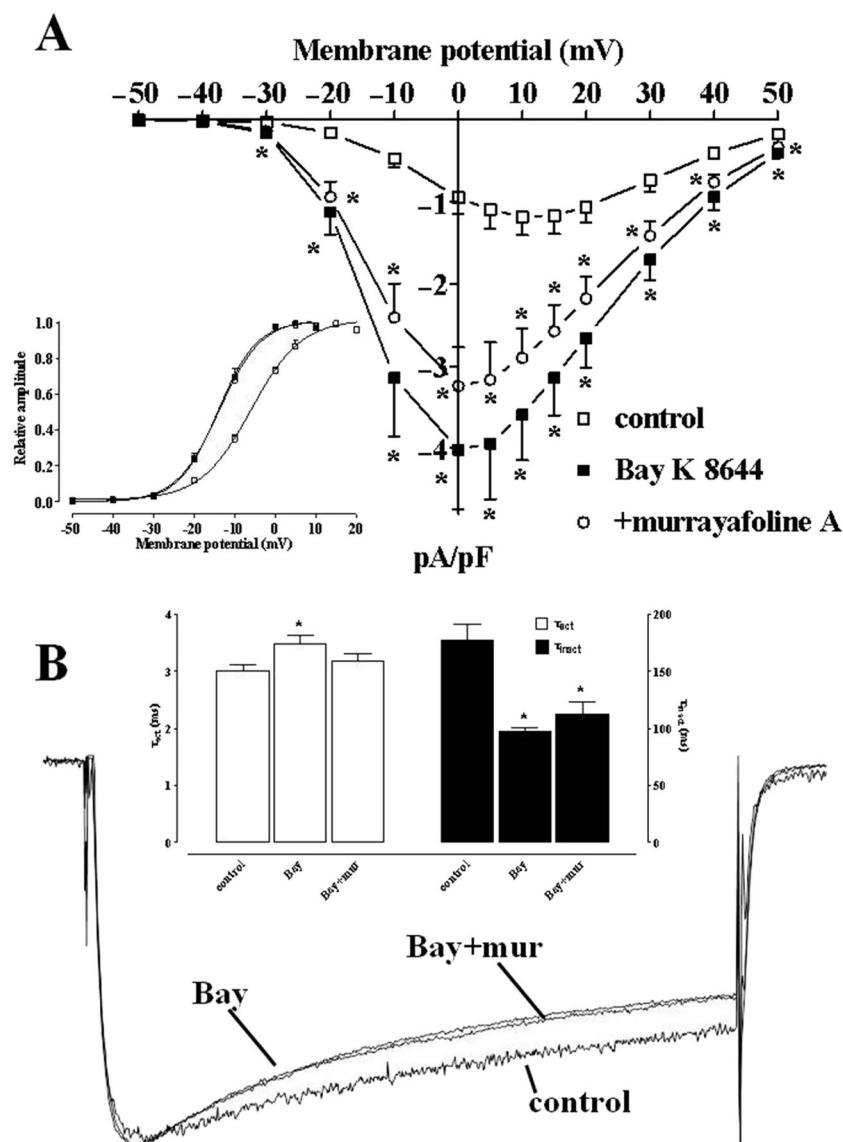 A
Membrane potential (mV)
-50 -40 -30 -20 -10 0 10 20 30 40 50
* *
* *
-1 * *
* * *
* -2 * * *
* *
1.0
0.8 -3 * *
* * *
0.6
-4 * * control
0.4 * * *
0.2 * Bay K 8644
0.0
-50 -40 -30 -20 -10 0 10 20 +murrayafoline A
Relative amplitude
Membrane potential (mV)
pA/pF
B
4 200
* τact
τinact
3 150
* *
2 100
1 50
0 0
τact (ms)
τinact (ms)
control Bay Bay+mur control Bay Bay+mur
Bay+mur
Bay
control